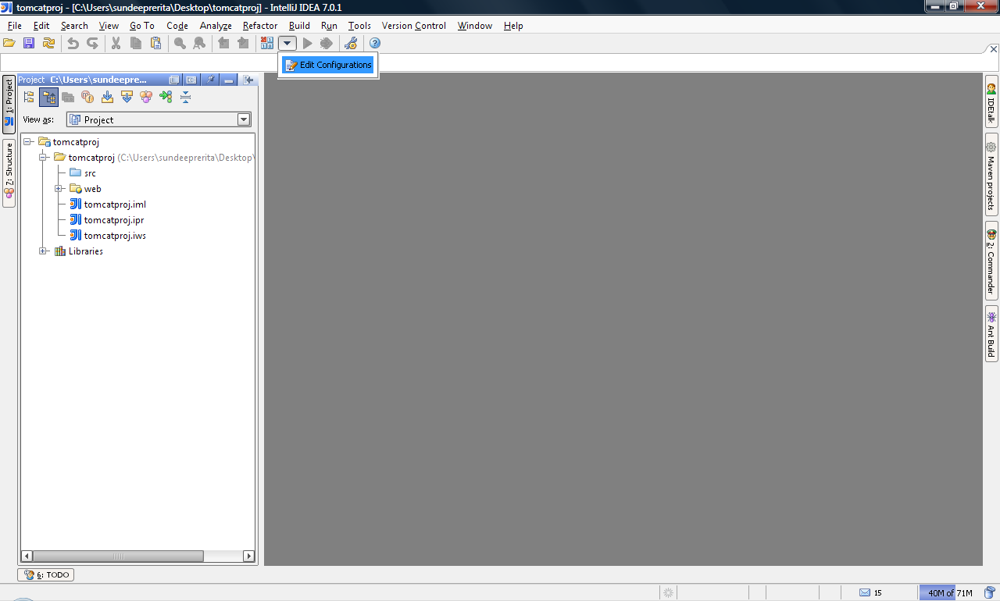 tomcatproj - [C:\Users\sundeeprerita\Desktop\tomcatproj] - IntelliJ IDEA 7.0.1
File Edit Search View Go To Code Analyze Refactor Build Run Tools Version Control Window Help
Edit Configurations
Project C:\Users\sundeepre...
View as: Project
tomcatproj
tomcatproj (C:\Users\sundeeprerita\Desktop\
src
web
tomcatproj.iml
tomcatproj.ipr
tomcatproj.iws
Libraries
1: Project
7: Structure
IDEtalk
Maven projects
2: Commander
Ant Build
6: TODO
15
40M of 71M